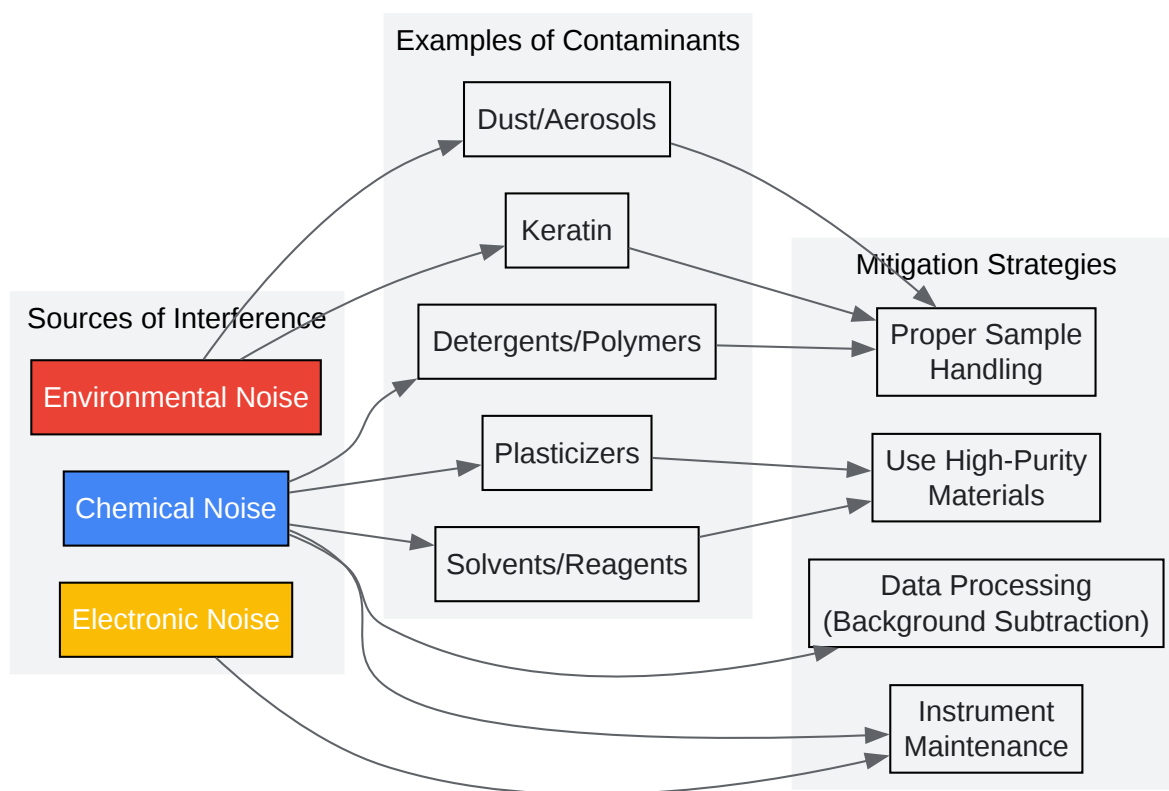 Sources of Interference
Environmental Noise
Chemical Noise
Electronic Noise
Examples of Contaminants
Dust/Aerosols
Keratin
Detergents/Polymers
Plasticizers
Solvents/Reagents
Mitigation Strategies
Proper Sample
Handling
Use High-Purity
Materials
Data Processing
(Background Subtraction)
Instrument
Maintenance